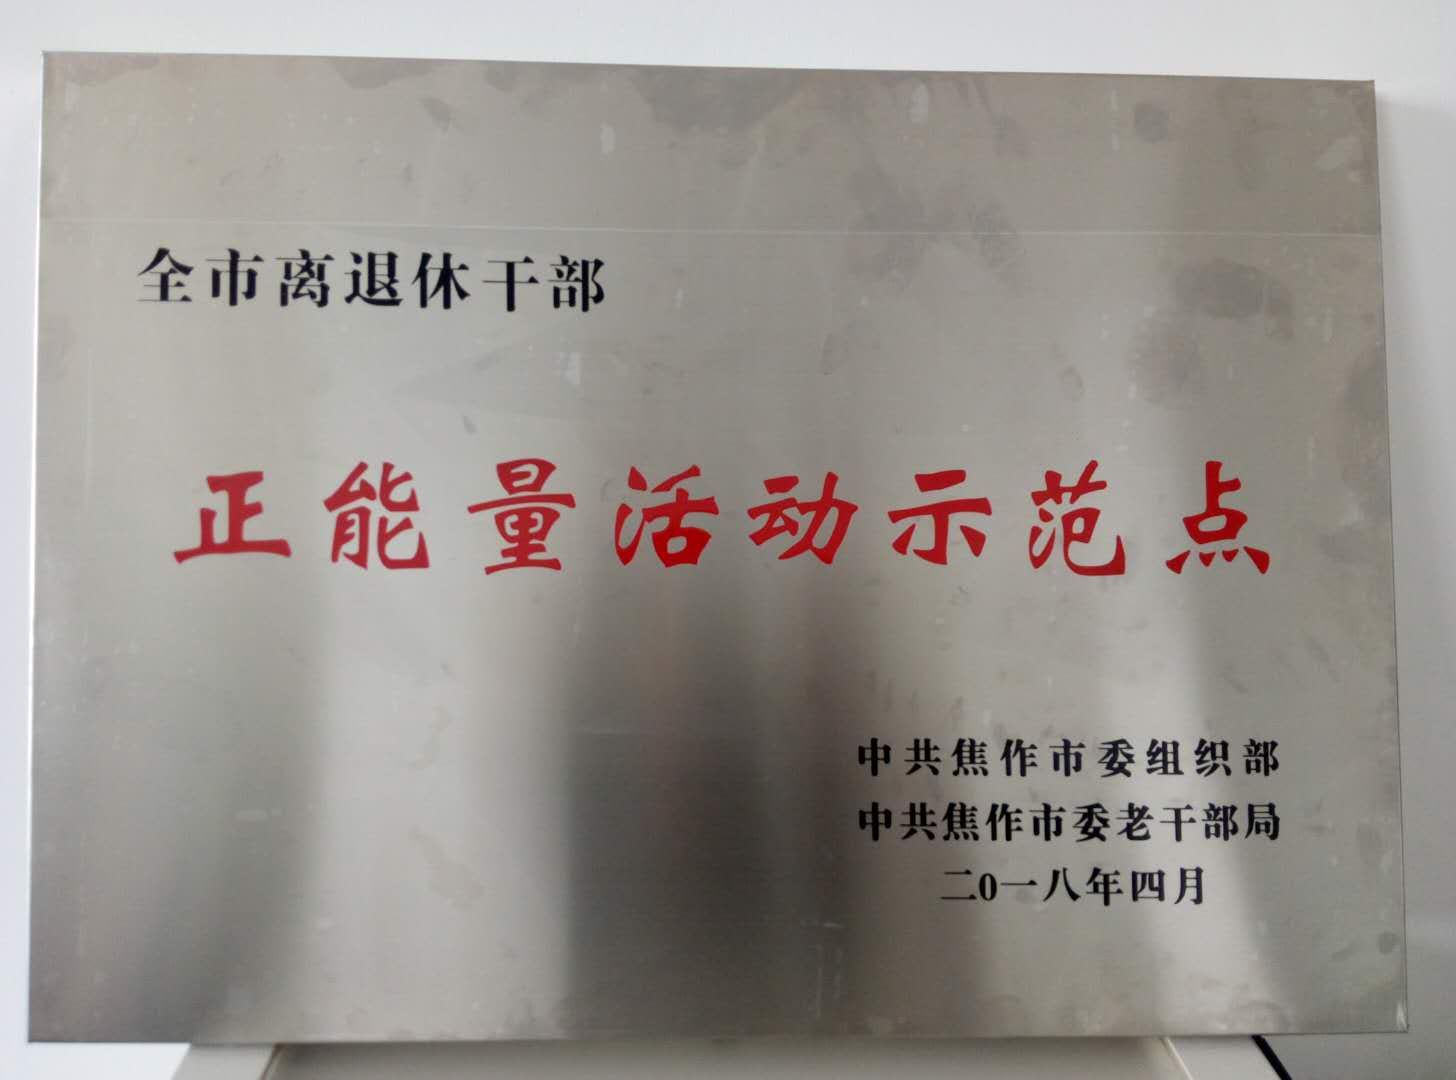 全市离退休干部
正能量活动示范点
中共焦作市委组织部
中共焦作市委老干部局
二0一八年四月